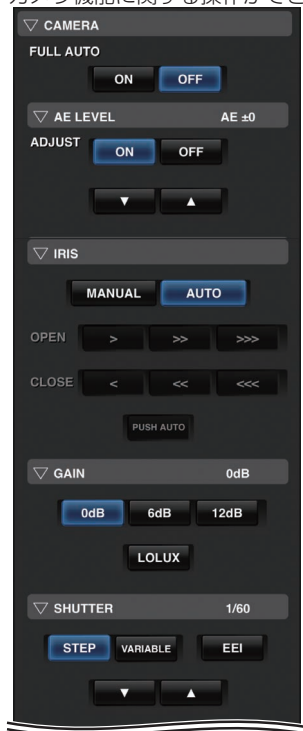 カメラ機能に関する操作ができ
▽ CAMERA
FULL AUTO
ON OFF
▽ AE LEVEL AE ±0
ADJUST ON OFF
▼ ▲
▽ IRIS
MANUAL AUTO
OPEN > >> >>>
CLOSE < << <<<
PUSH AUTO
▽ GAIN 0dB
0dB 6dB 12dB
LOLUX
▽ SHUTTER 1/60
STEP VARIABLE EEI
▼ ▲